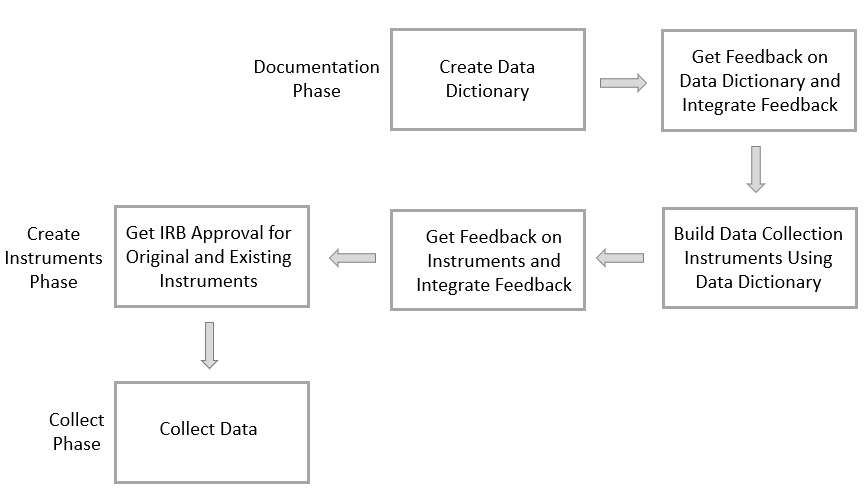 Documentation
Phase
Create Data
Dictionary
Get Feedback on
Data Dictionary and
Integrate Feedback
Create
Instruments
Phase
Get IRB Approval for
Original and Existing
Instruments
Get Feedback on
Instruments and
Integrate Feedback
Build Data Collection
Instruments Using
Data Dictionary
Collect
Phase
Collect Data